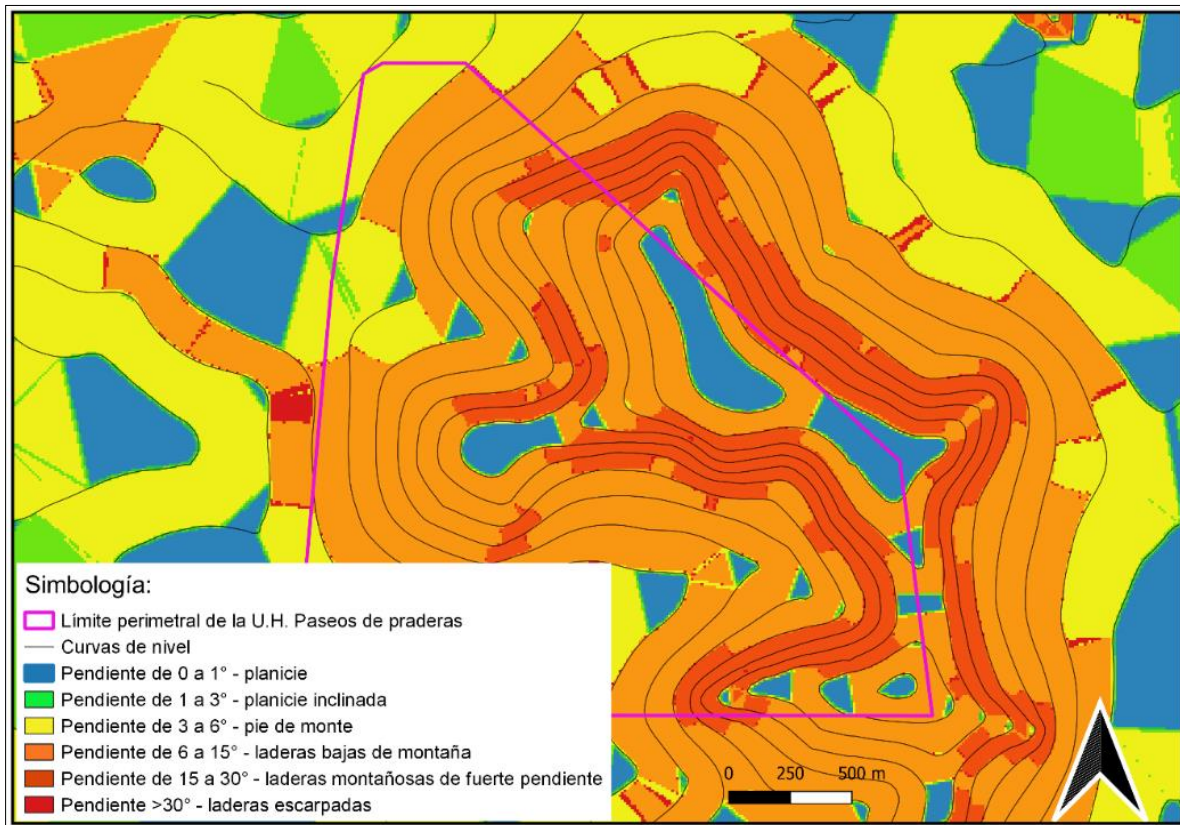 Simbología:
Límite perimetral de la U.H. Paseos de praderas
Curvas de nivel
Pendiente de 0 a 1° - planicie
Pendiente de 1 a 3° - planicie inclinada
Pendiente de 3 a 6° - pie de monte
Pendiente de 6 a 15° - laderas bajas de montaña
Pendiente de 15 a 30° - laderas montañosas de fuerte pendiente
Pendiente >30° - laderas escarpadas
0 250 500 m